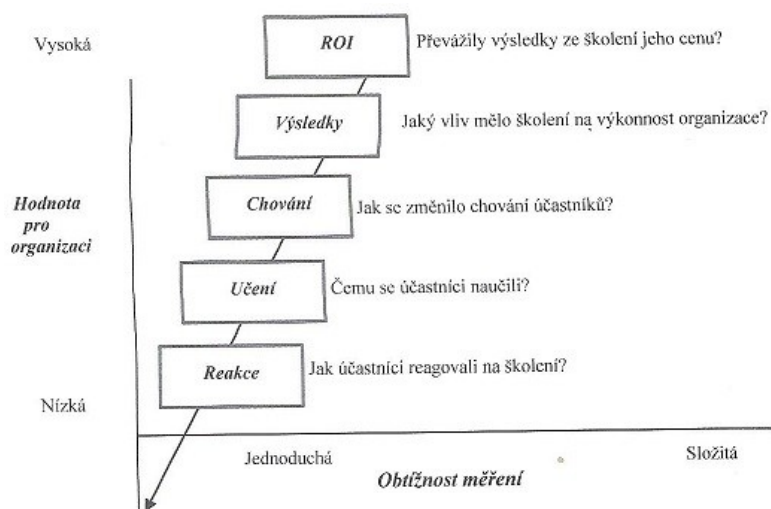 Vysoká
ROI
Převážily výsledky ze školení jeho cenu?
Výsledky
Jaký vliv mělo školení na výkonnost organizace?
Hodnota
pro
organizaci
Chování
Jak se změnilo chování účastníků?
Učení
Čemu se účastníci naučili?
Reakce
Jak účastníci reagovali na školení?
Nízká
Jednoduchá
Složitá
Obtížnost měření